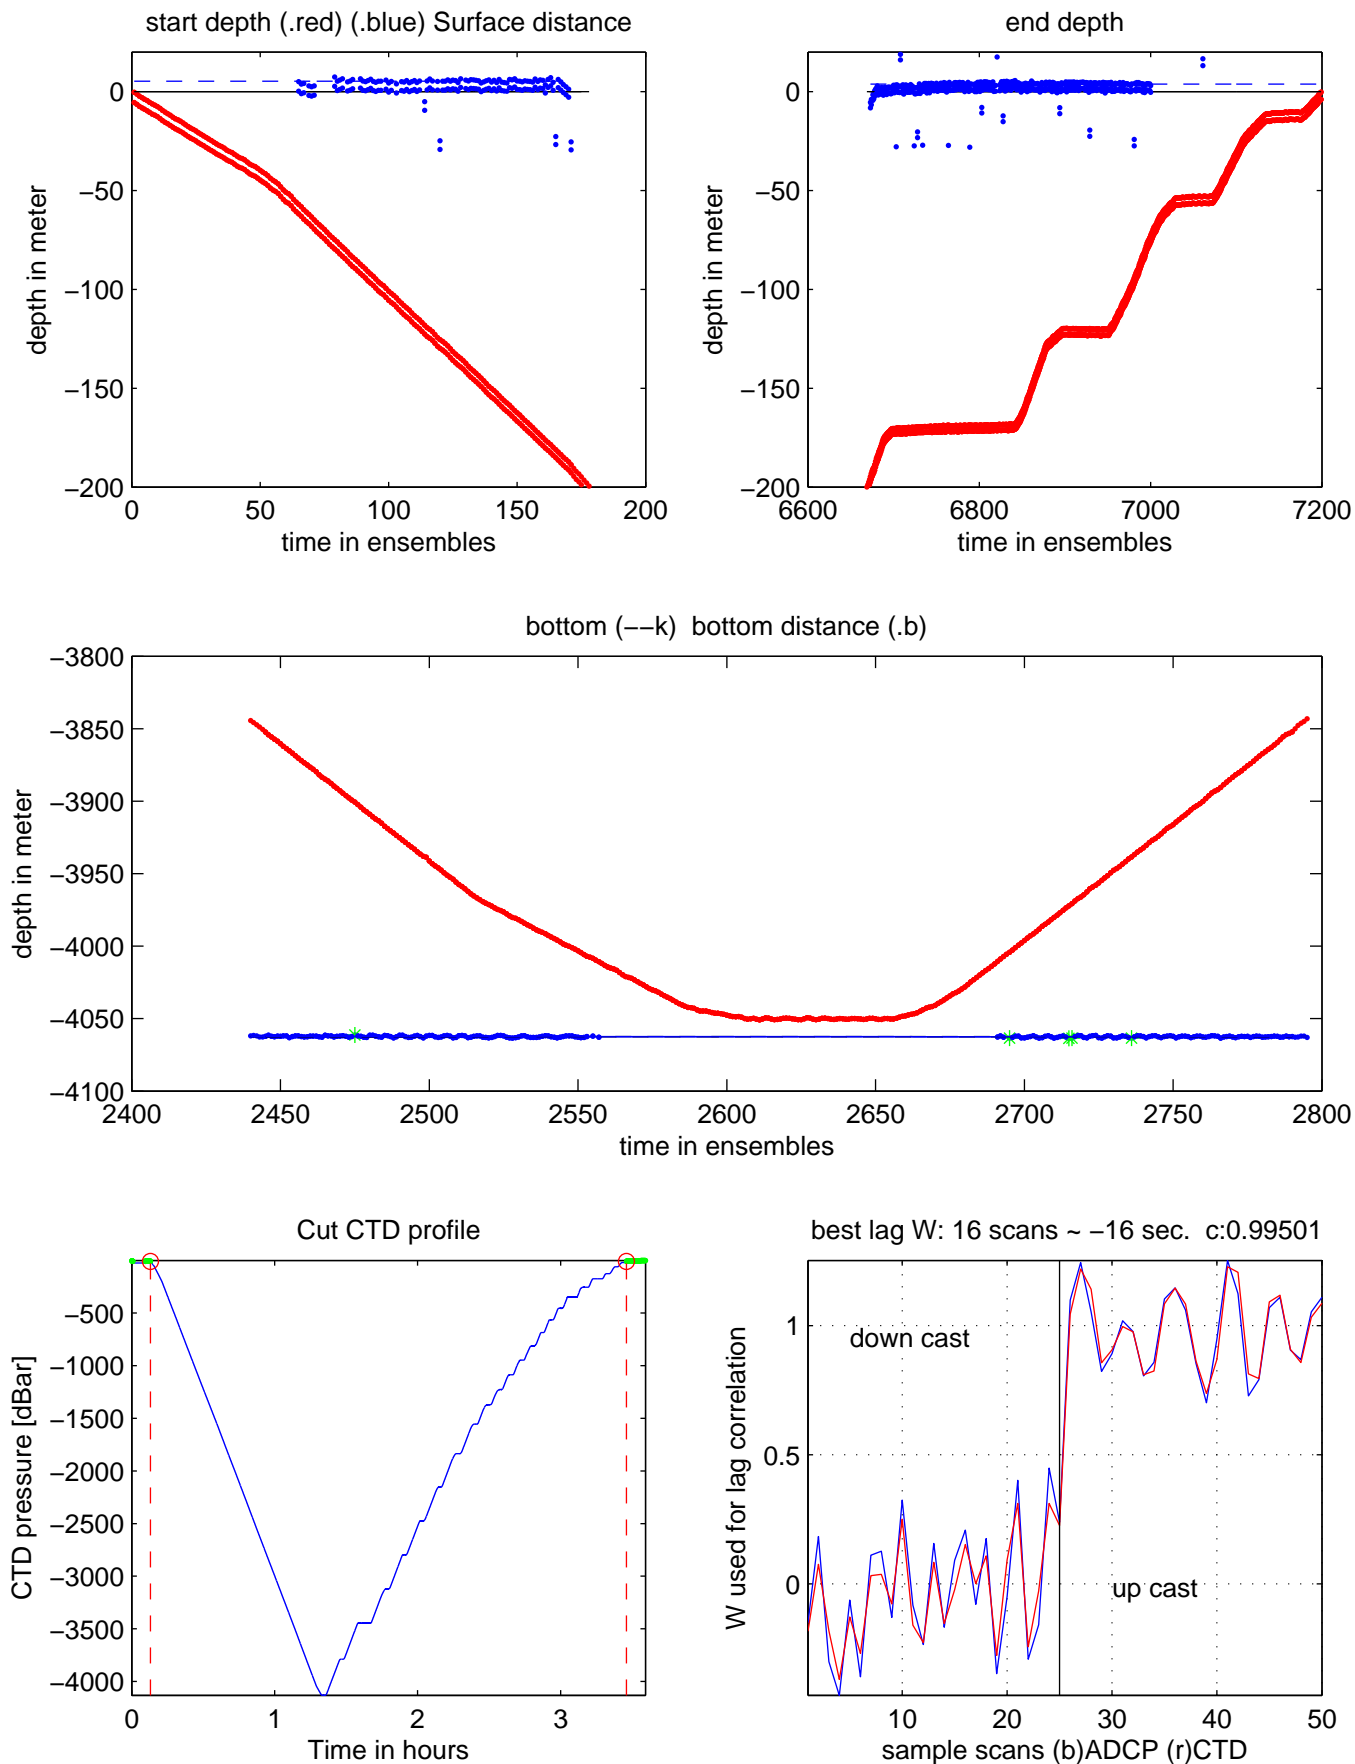 start depth (.red) (.blue) Surface distance
end depth
0
−50
−100
−150
−200
depth in meter
0 50 100 150 200
time in ensembles
0
−50
−100
−150
−200
depth in meter
6600 6800 7000 7200
time in ensembles
bottom (−−k)  bottom distance (.b)
−3800
−3850
−3900
−3950
−4000
−4050
−4100
depth in meter
2400 2450 2500 2550 2600 2650 2700 2750 2800
time in ensembles
Cut CTD profile
−500
−1000
−1500
−2000
−2500
−3000
−3500
−4000
CTD pressure [dBar]
0 1 2 3
Time in hours
best lag W: 16 scans ~ −16 sec.  c:0.99501
1
0.5
0
W used for lag correlation
down cast
up cast
10 20 30 40 50
sample scans (b)ADCP (r)CTD